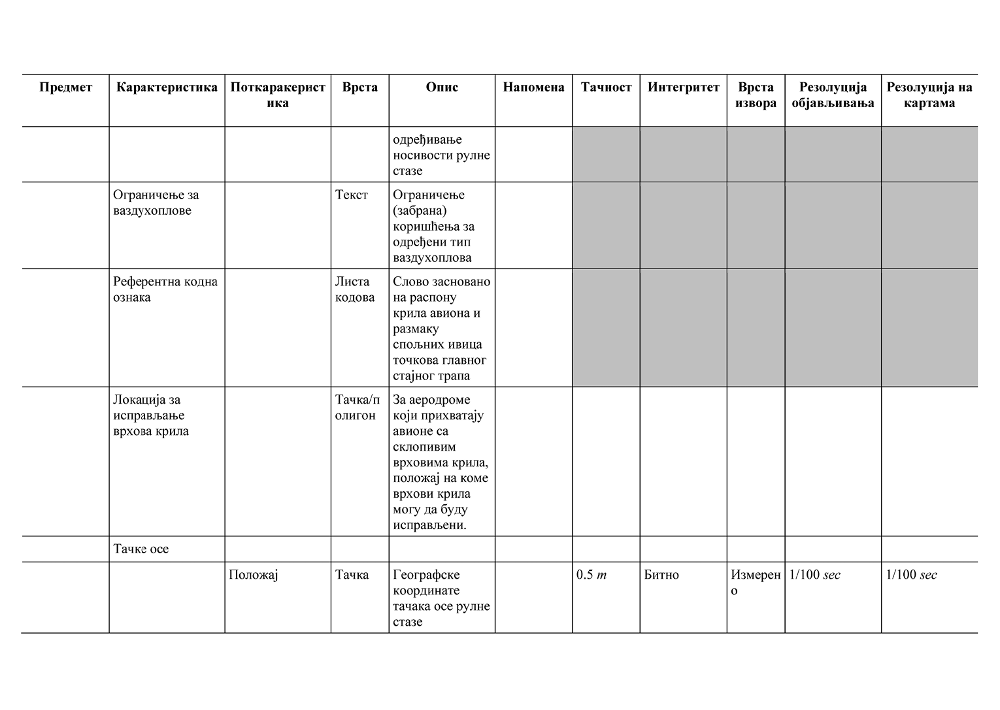 Предмет Карактеристика Поткаракерист Врста Опис Напомена Тачност Интегритет Врста Резолуција Резолуција на
ика извора објављивања картама
одређивање
носивости рулне
стазе
Ограничење за Текст Ограничење
ваздухоплове (забрана)
коришћења за
одређени тип
ваздухоплова
Референтна кодна Листа Слово засновано
ознака кодова на распону
крила авиона и
размаку
спољних ивица
точкова главног
стајног трапа
Локација за Тачка/п За аеродроме
исправљање олигон који прихватају
врхова крила авионе са
склопивим
врховима крила,
положај на коме
врхови крила
могу да буду
исправљени.
Тачке осе
Положај Тачка Географске 0.5 m Битно Измерен 1/100 sec 1/100 sec
координате о
тачака осе рулне
стазе